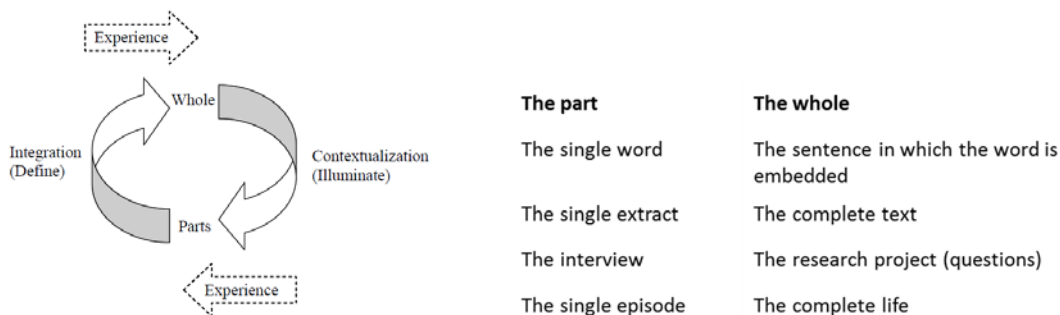 Experience
Whole
Integration
(Define)
Contextualization
(Illuminate)
Parts
Experience
The part
The whole
The single word
The sentence in which the word is
embedded
The single extract
The complete text
The interview
The research project (questions)
The single episode
The complete life